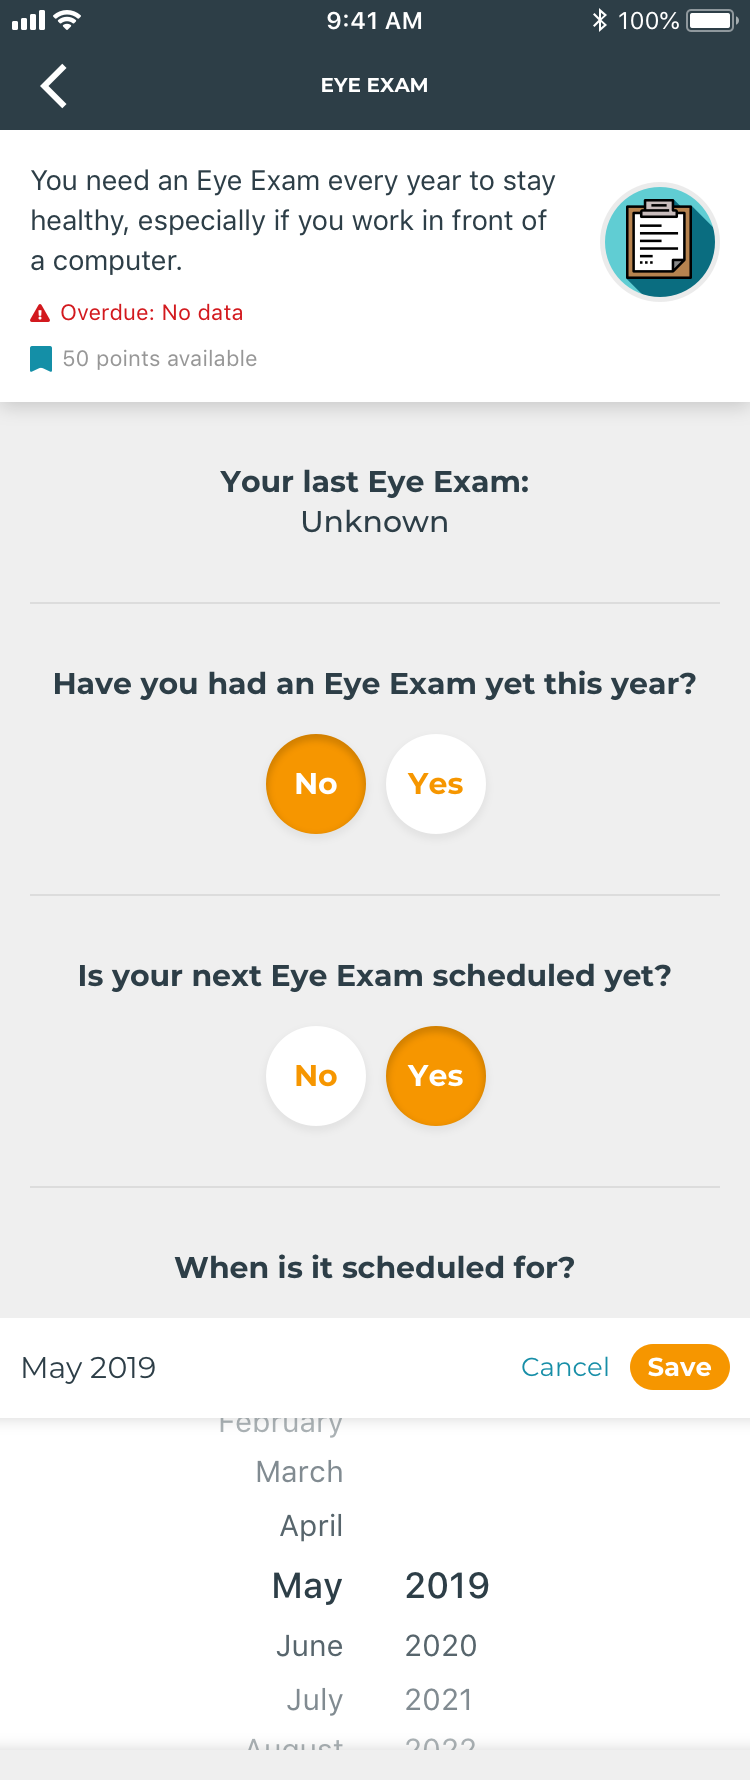 9:41 AM
100%
EYE EXAM
You need an Eye Exam every year to stay
healthy, especially if you work in front of
a computer.
Overdue: No data
50 points available
Your last Eye Exam:
Unknown
Have you had an Eye Exam yet this year?
No Yes
Is your next Eye Exam scheduled yet?
No Yes
When is it scheduled for?
May 2019 Cancel Save
February
March
April
May 2019
June 2020
July 2021
August 2022